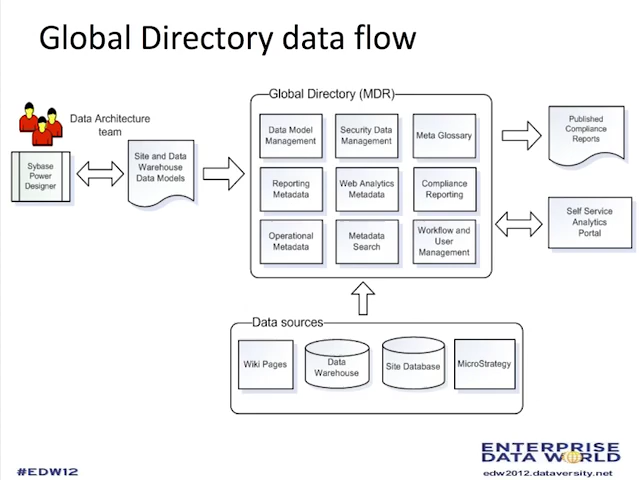 Global Directory data flow
Data Architecture
team
Sybase
Power
Designer
Site and Data
Warehouse
Data Models
Global Directory (MDR)
Data Model
Management
Security Data
Management
Meta Glossary
Reporting
Metadata
Web Analytics
Metadata
Compliance
Reporting
Operational
Metadata
Metadata
Search
Workflow and
User
Management
Published
Compliance
Reports
Self Service
Analytics
Portal
Data sources
Wiki Pages
Data
Warehouse
Site Database
MicroStrategy
#EDW12
ENTERPRISE
DATA WORLD
edw2012.dataversity.net